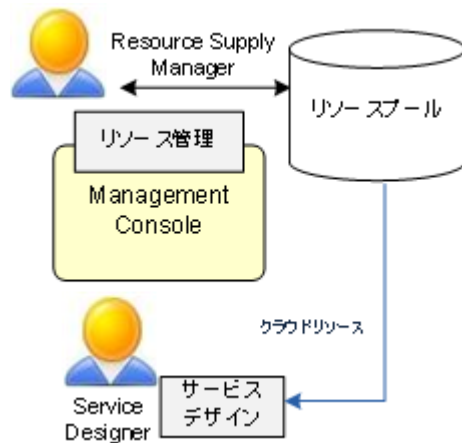 Resource Supply
Manager
リソースプール
リソース管理
Management
Console
クラウドリソース
サービス
デザイン
Service
Designer